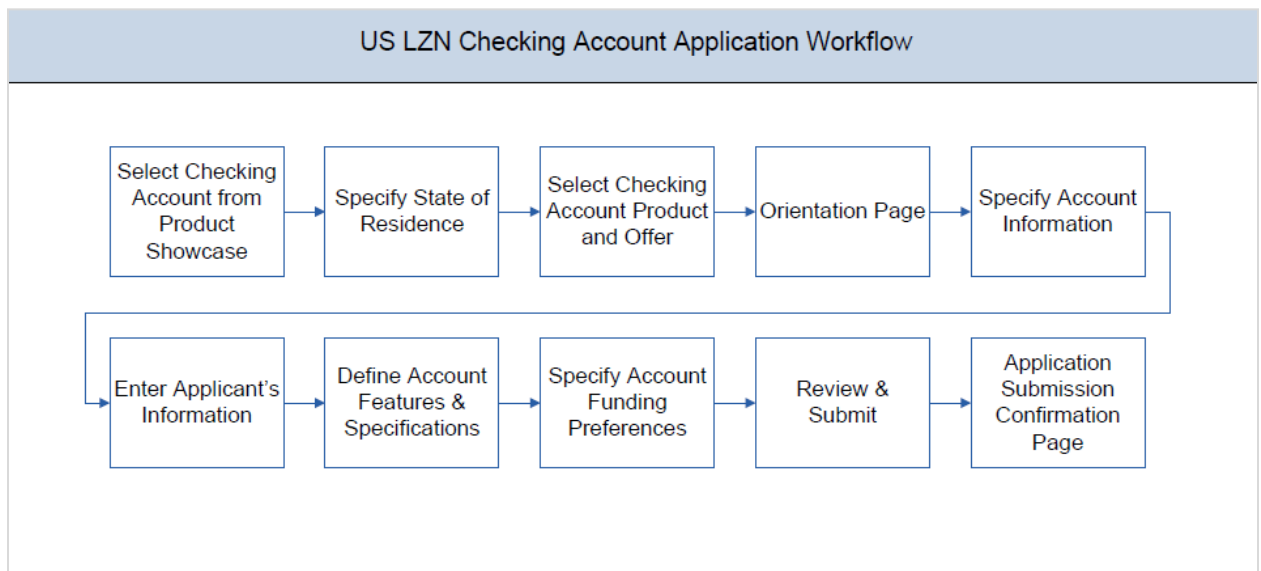 US LZN Checking Account Application Workflow
Select Checking
Account from
Product
Showcase
Specify State of
Residence
Select Checking
Account Product
and Offer
Orientation Page
Specify Account
Information
Enter Applicant's
Information
Define Account
Features &
Specifications
Specify Account
Funding
Preferences
Review &
Submit
Application
Submission
Confirmation
Page